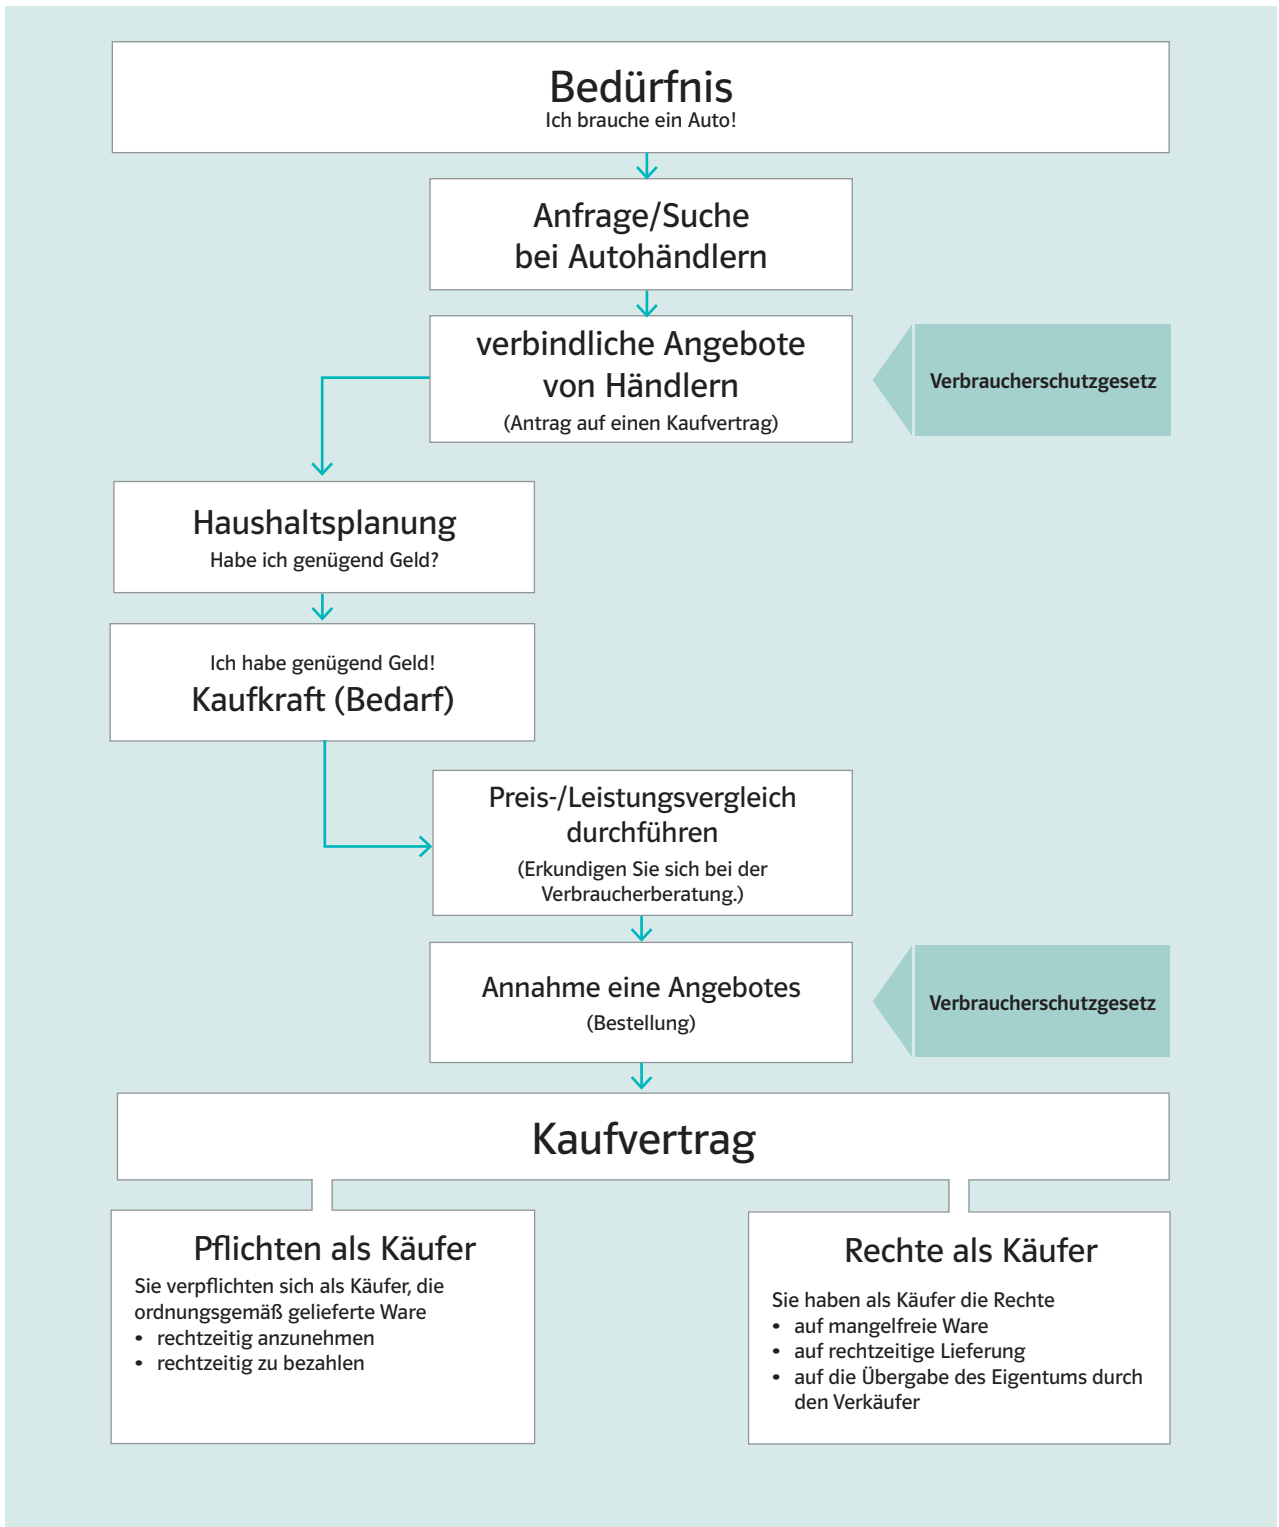 Bedürfnis
Ich brauche ein Auto!
Anfrage/Suche
bei Autohändlern
verbindliche Angebote
von Händlern
(Antrag auf einen Kaufvertrag)
Verbraucherschutzgesetz
Haushaltsplanung
Habe ich genügend Geld?
Ich habe genügend Geld!
Kaufkraft (Bedarf)
Preis-/Leistungsvergleich
durchführen
(Erkundigen Sie sich bei der
Verbraucherberatung.)
Annahme eine Angebotes
(Bestellung)
Verbraucherschutzgesetz
Kaufvertrag
Pflichten als Käufer
Sie verpflichten sich als Käufer, die
ordnungsgemäß gelieferte Ware
• rechtzeitig anzunehmen
• rechtzeitig zu bezahlen
Rechte als Käufer
Sie haben als Käufer die Rechte
• auf mangelfreie Ware
• auf rechtzeitige Lieferung
• auf die Übergabe des Eigentums durch
den Verkäufer